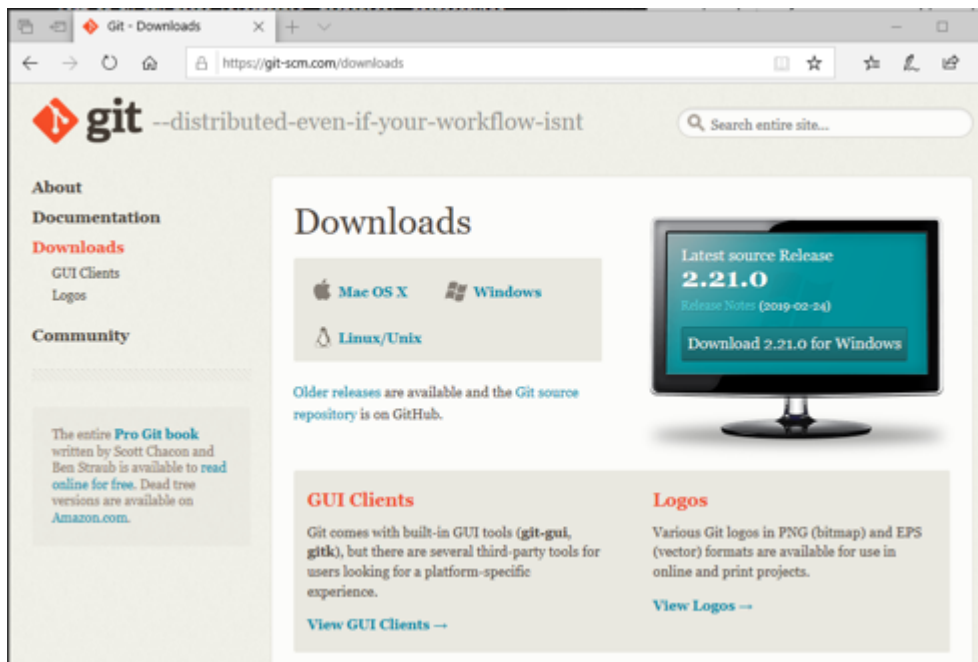 Git - Downloads
https://git-scm.com/downloads
git --distributed-even-if-your-workflow-isnt
Search entire site...
About
Documentation
Downloads
GUI Clients
Logos
Community
The entire Pro Git book
written by Scott Chacon and
Ben Straub is available to read
online for free. Dead tree
versions are available on
Amazon.com.
Downloads
Mac OS X
Windows
Linux/Unix
Older releases are available and the Git source
repository is on GitHub.
Latest source Release
2.21.0
Release Notes (2019-02-24)
Download 2.21.0 for Windows
GUI Clients
Git comes with built-in GUI tools (git-gui,
gitk), but there are several third-party tools for
users looking for a platform-specific
experience.
View GUI Clients →
Logos
Various Git logos in PNG (bitmap) and EPS
(vector) formats are available for use in
online and print projects.
View Logos →